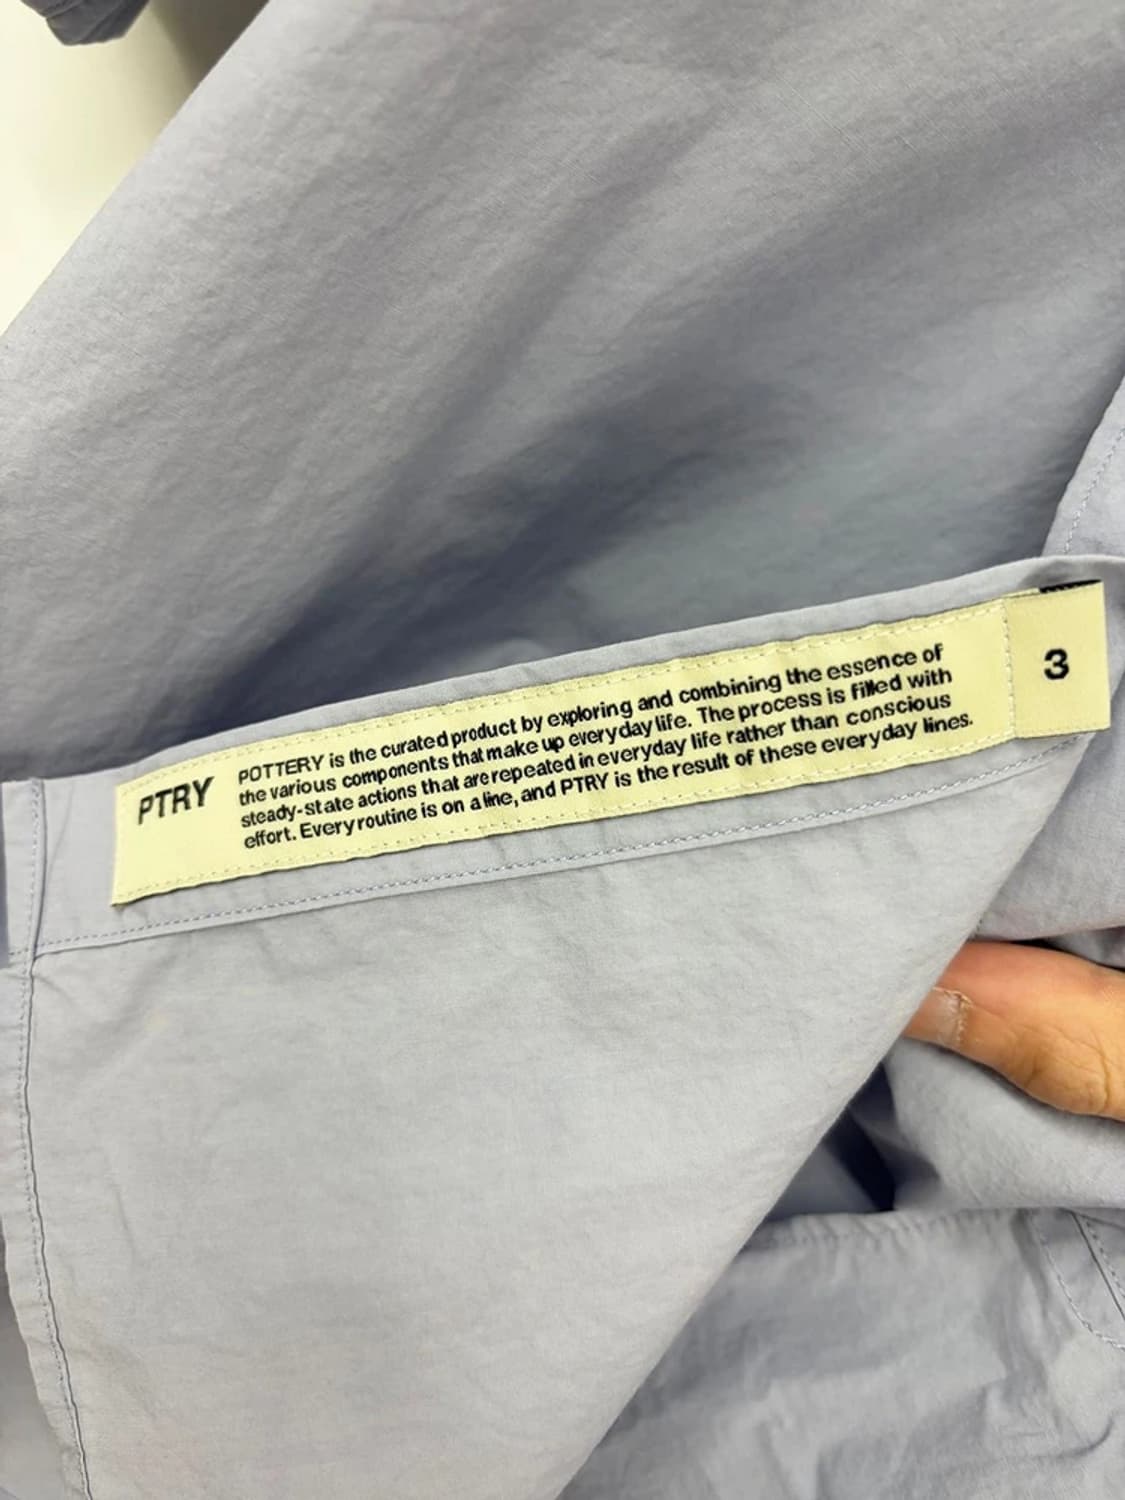 PTRY
POTTERY is the curated product by exploring and combining the essence of
the various components that make up everyday life. The process is filled with
steady-state actions that are repeated in everyday life rather than conscious
effort. Every routine is on a line, and PTRY is the result of these everyday lines.
3